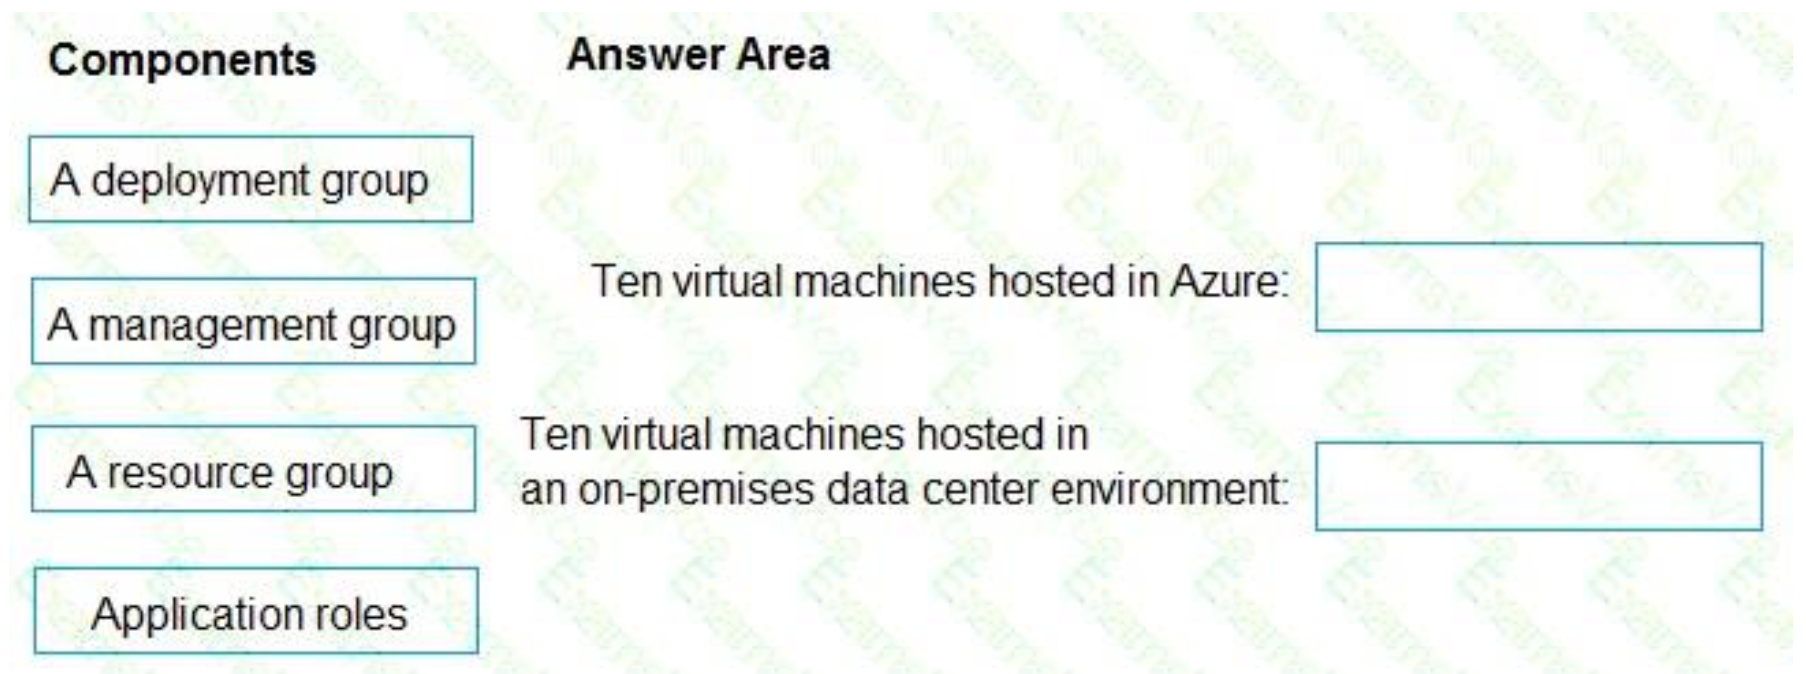 Components
Answer Area
A deployment group
A management group
A resource group
Application roles
Ten virtual machines hosted in Azure:
Ten virtual machines hosted in
an on-premises data center environment: